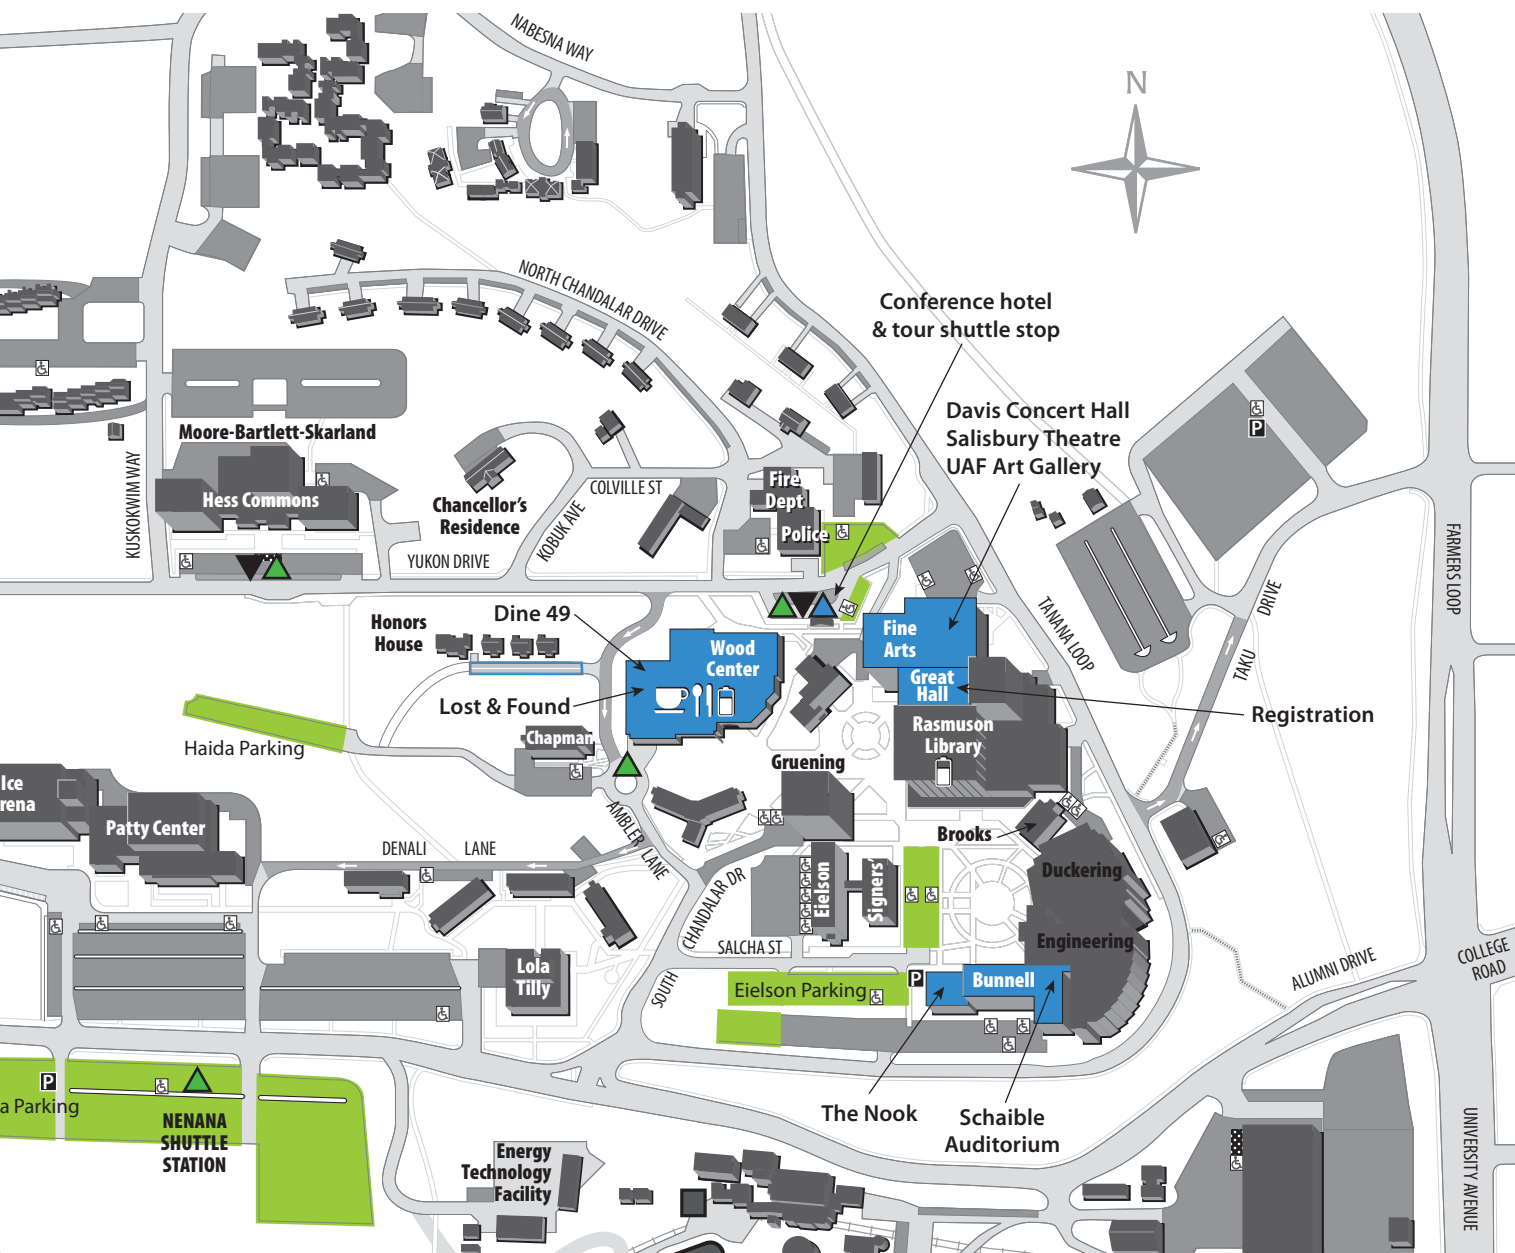 NABESNA WAY
N
NORTH CHANDALAR DRIVE
Conference hotel
& tour shuttle stop
Davis Concert Hall
Salisbury Theatre
UAF Art Gallery
Moore-Bartlett-Skarland
Hess Commons
KUSKOKWIM WAY
Chancellor's
Residence
COLVILLE ST
KOBUK AVE
YUKON DRIVE
Fire
Dept
Police
P
FARMERS LOOP
TANANA LOOP
TAKU
DRIVE
Honors
House
Dine 49
Wood
Center
Fine
Arts
Great
Hall
Lost & Found
Registration
Rasmuson
Library
Haida Parking
Chapman
Gruening
Ice
rena
Patty Center
AMBLER
LANE
DENALI
LANE
Brooks
Duckering
Eielson
Signers'
CHANDALAR DR
SALCHA ST
Engineering
SOUTH
Lola
Tilly
Eielson Parking
P
Bunnell
ALUMNI DRIVE
COLLEGE
ROAD
P
a Parking
NENANA
SHUTTLE
STATION
The Nook
Schaible
Auditorium
Energy
Technology
Facility
UNIVERSITY AVENUE